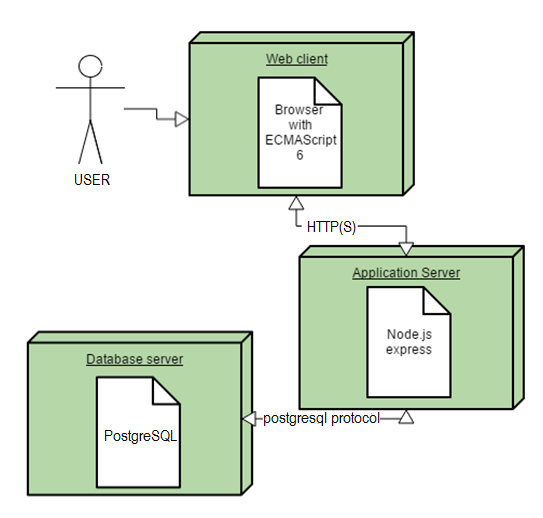 Web client
Browser
with
ECMAScript
6
USER
HTTP(S)
Application Server
Node.js
express
Database server
PostgreSQL
postgresql protocol